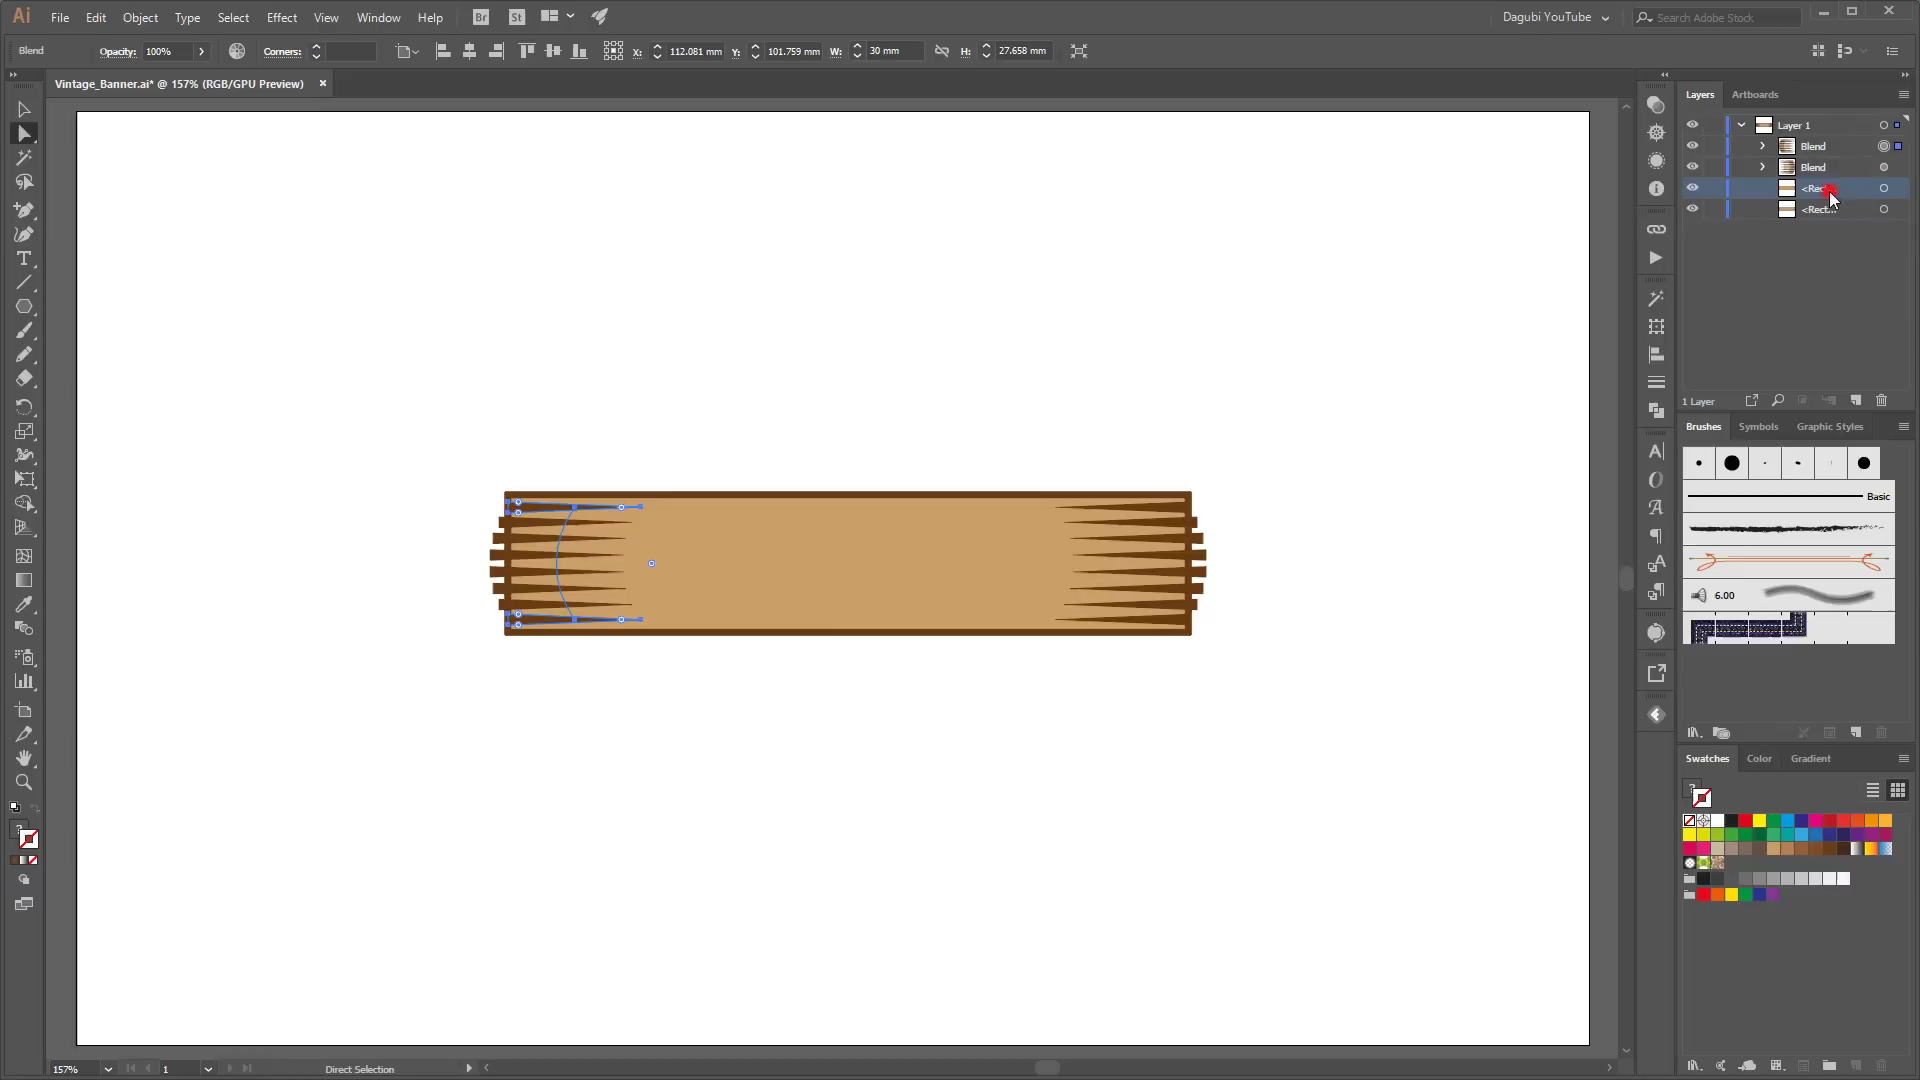 Ai File Edit Object Type Select Effect View Window Help Br St Dagubi YouTube Search Adobe Stock
Blend Opacity: 100% Corners: X: 112.081 mm Y: 101.759 mm W: 30 mm H: 27.658 mm
Vintage_Banner.ai* @ 157% (RGB/GPU Preview)
Layers Artboards
Layer 1
Blend
Blend
<Rec
<Rect...
1 Layer
Brushes Symbols Graphic Styles
Basic
6.00
Swatches Color Gradient
157% 1 Direct Selection